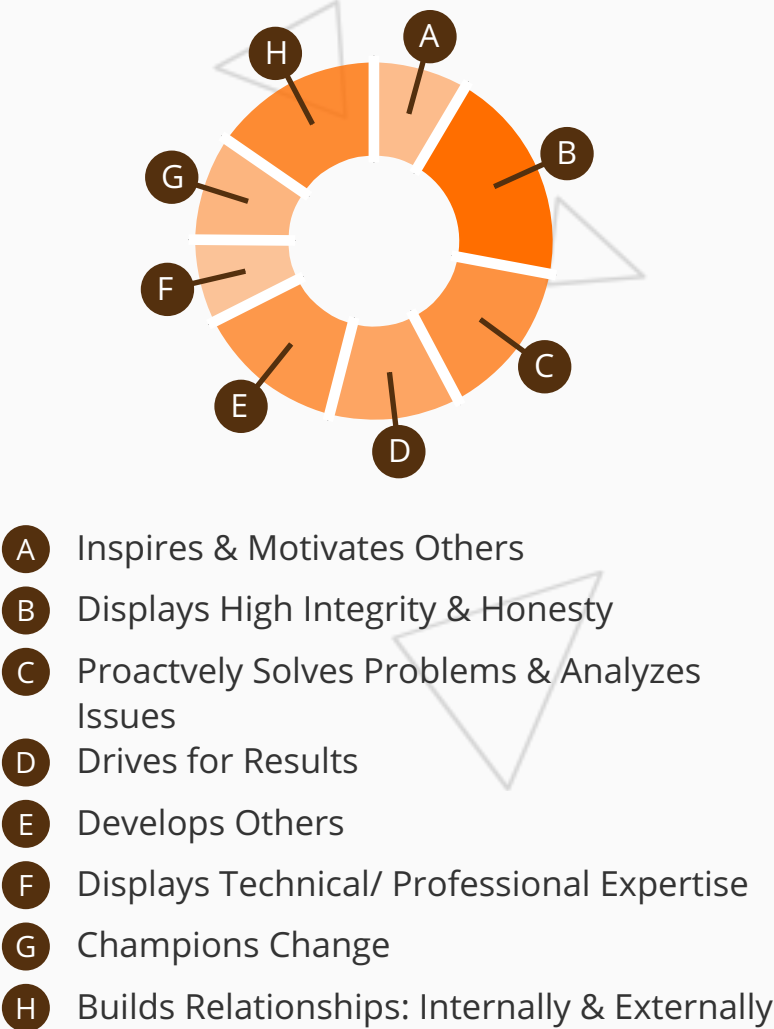 A
H
B
G
F
C
E
D
A Inspires & Motivates Others
B Displays High Integrity & Honesty
C Proactvely Solves Problems & Analyzes
Issues
D Drives for Results
E Develops Others
F Displays Technical/ Professional Expertise
G Champions Change
H Builds Relationships: Internally & Externally